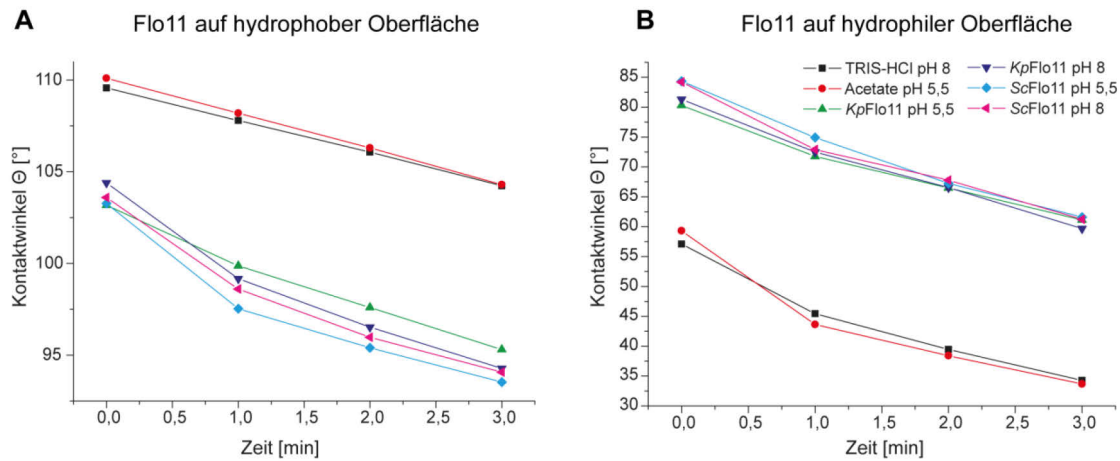 A Flo11 auf hydrophober Oberfläche
Kontaktwinkel Θ [°]
110
105
100
95
0,0 0,5 1,0 1,5 2,0 2,5 3,0
Zeit [min]
B Flo11 auf hydrophiler Oberfläche
TRIS-HCl pH 8
Acetate pH 5,5
KpFlo11 pH 5,5
KpFlo11 pH 8
ScFlo11 pH 5,5
ScFlo11 pH 8
Kontaktwinkel Θ [°]
85
80
75
70
65
60
55
50
45
40
35
30
0,0 0,5 1,0 1,5 2,0 2,5 3,0
Zeit [min]